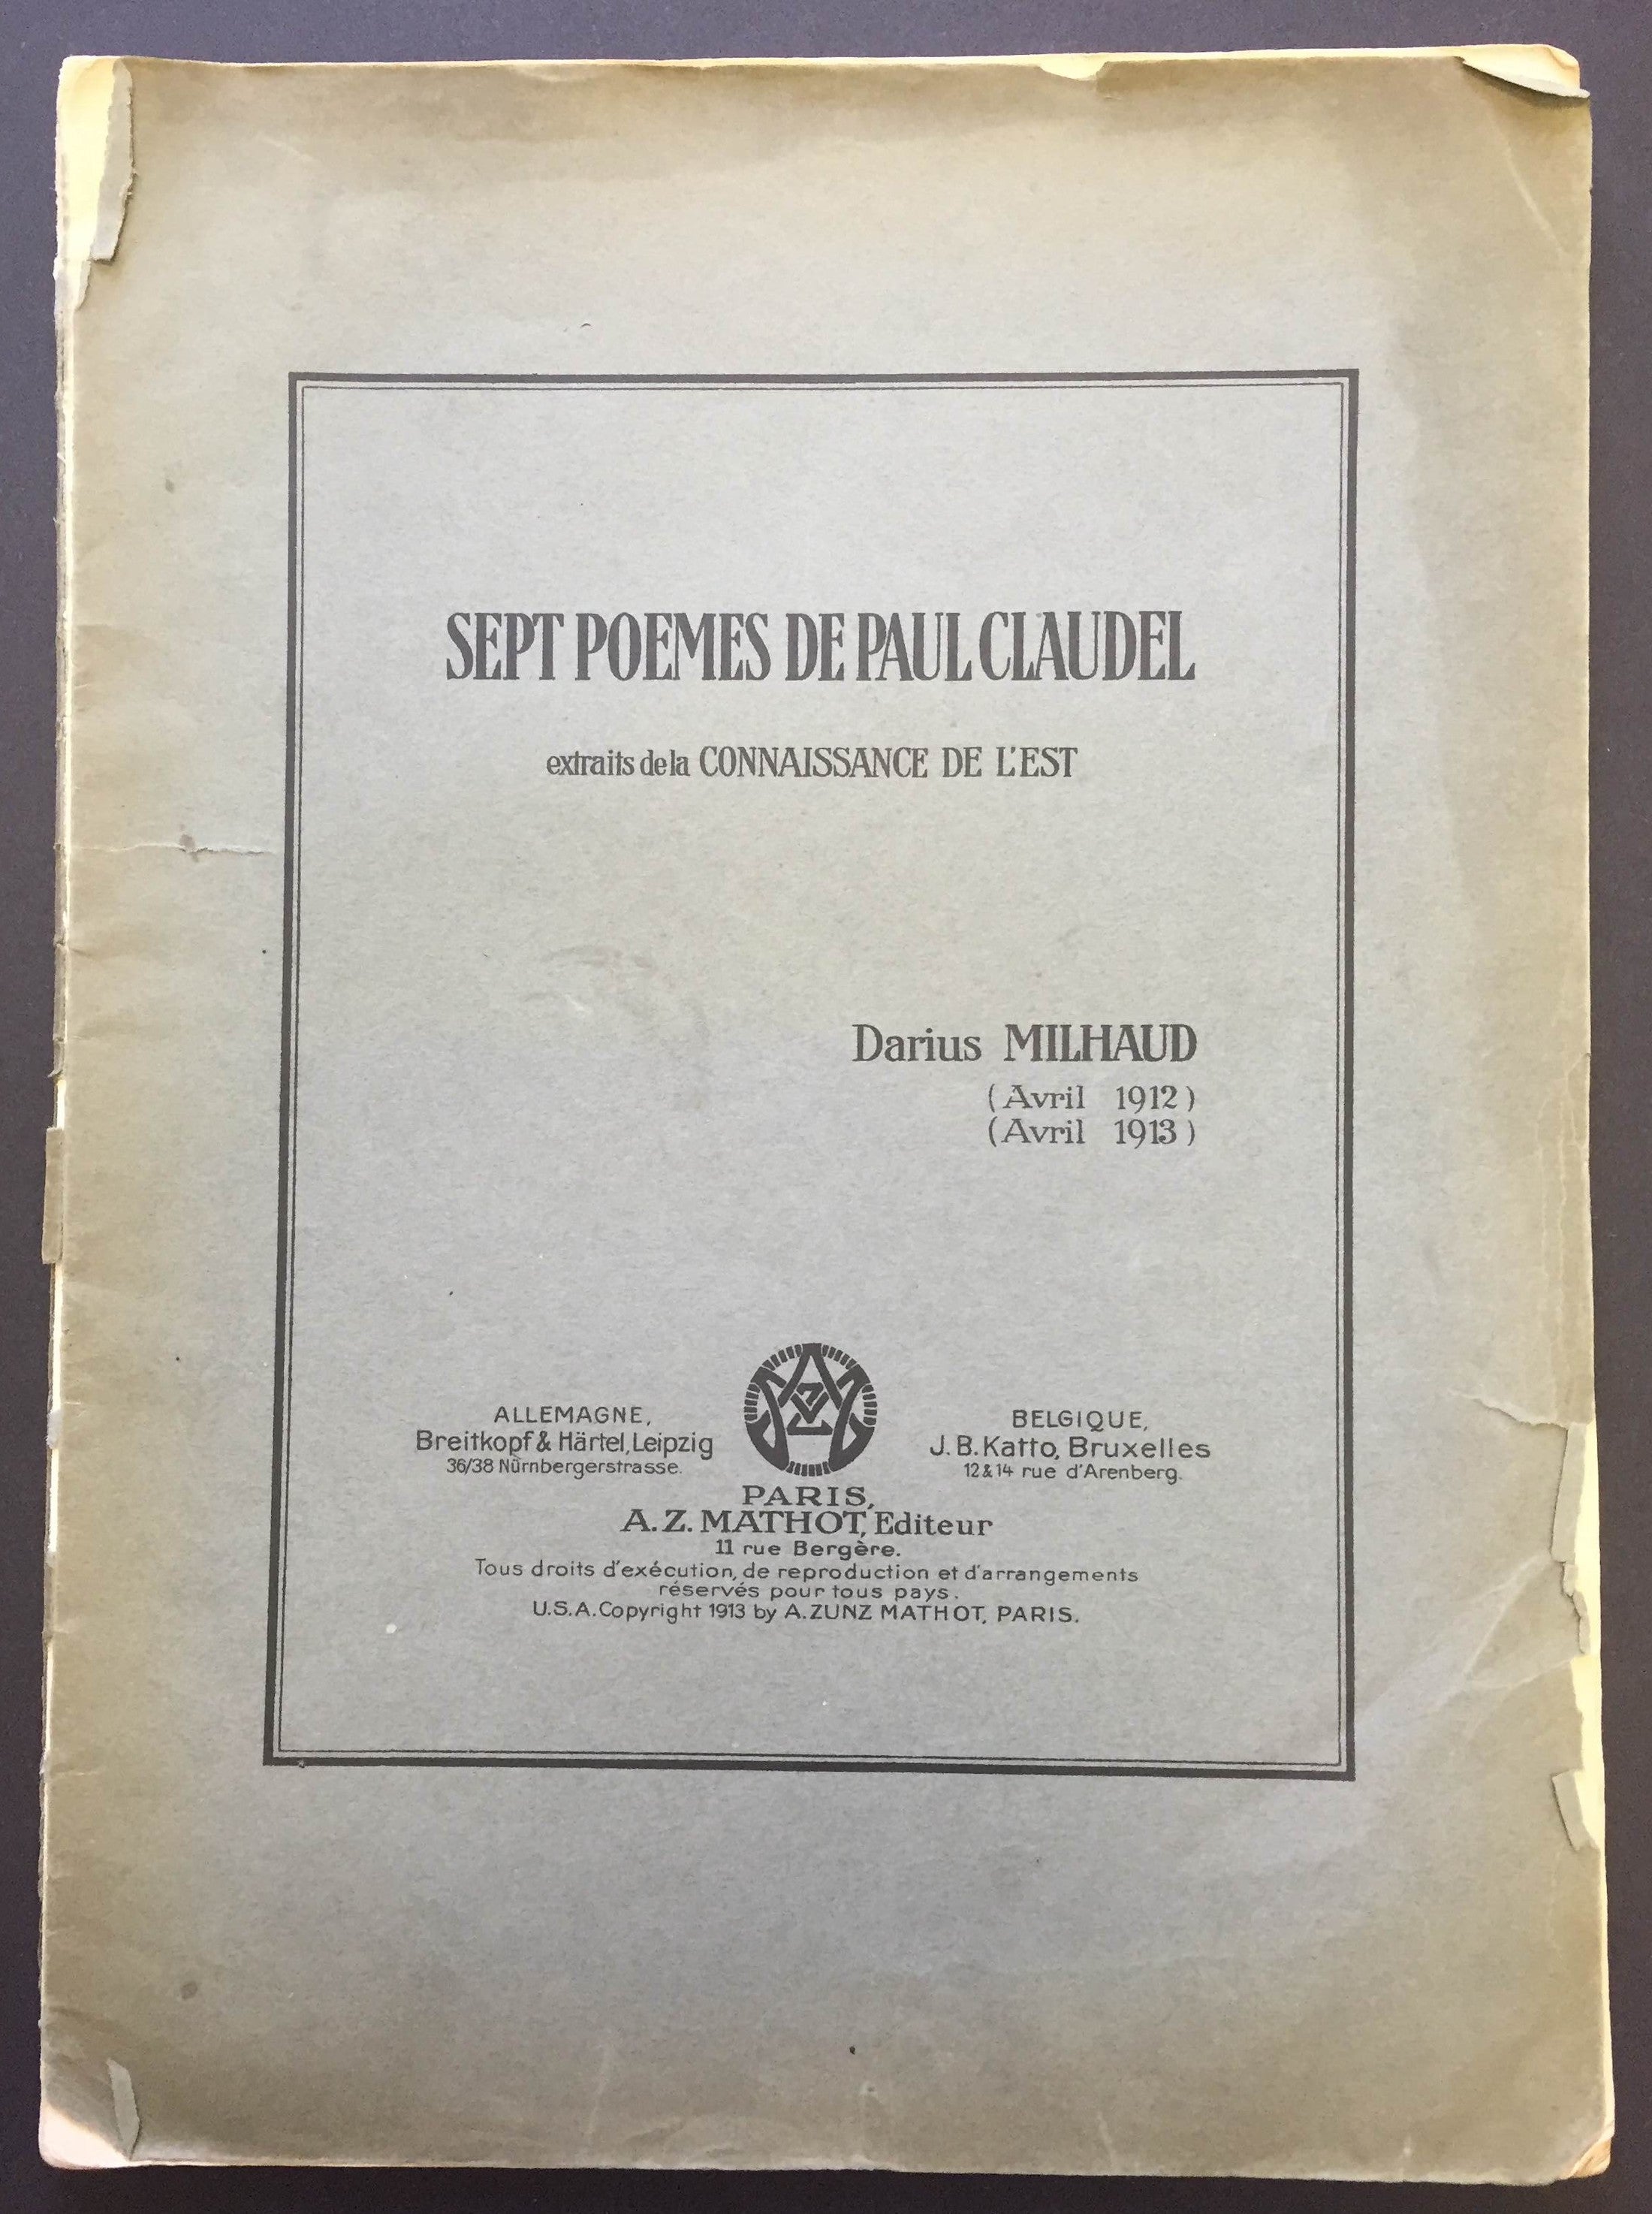 SEPT POEMES DE PAUL CLAUDEL
extraits de la CONNAISSANCE DE L'EST
Darius MILHAUD
(Avril 1912)
(Avril 1913)
ALLEMAGNE,
Breitkopf & Härtel, Leipzig
36/38 Nürnbergerstrasse.
BELGIQUE,
J. B. Katto, Bruxelles
12 & 14 rue d'Arenberg.
AZ
PARIS,
A. Z. MATHOT, Editeur
11 rue Bergère.
Tous droits d'exécution, de reproduction et d'arrangements
réservés pour tous pays.
U.S.A. Copyright 1913 by A. ZUNZ MATHOT, PARIS.